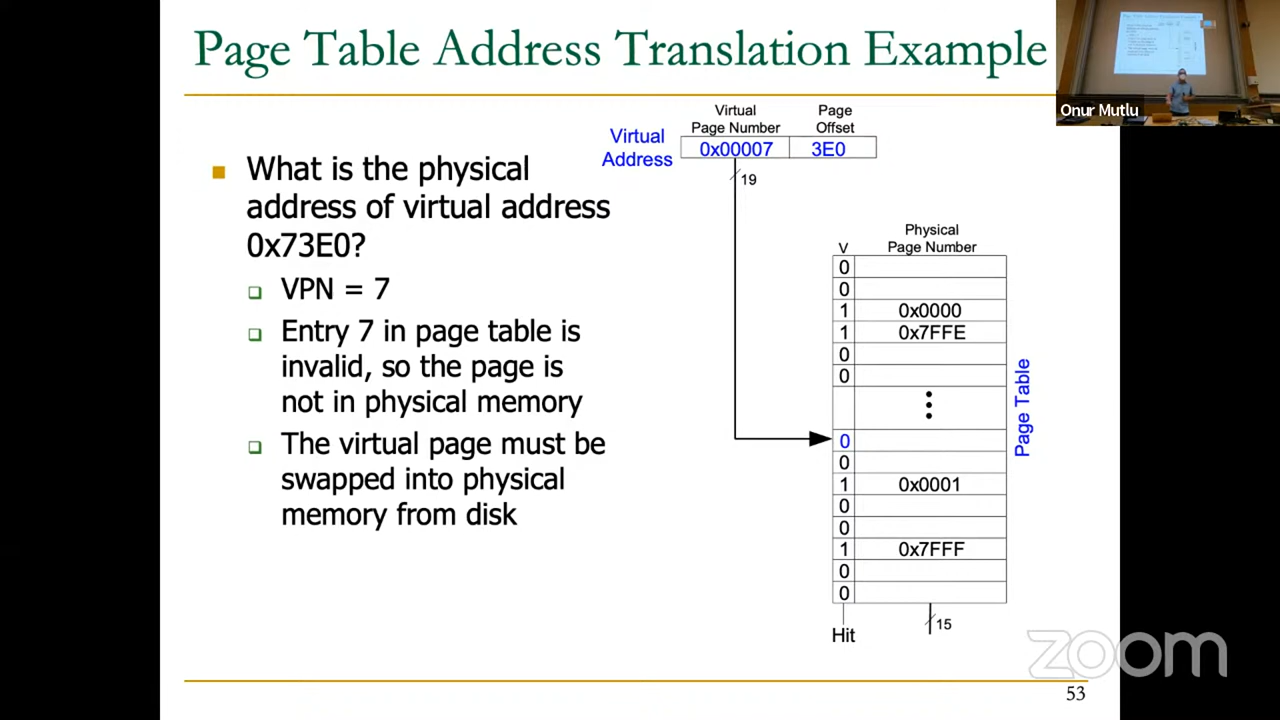 Page Table Address Translation Example
Onur Mutlu
What is the physical
address of virtual address
0x73E0?
VPN = 7
Entry 7 in page table is
invalid, so the page is
not in physical memory
The virtual page must be
swapped into physical
memory from disk
Virtual
Page Number
Page
Offset
Virtual
Address
0x00007
3E0
19
V
Physical
Page Number
0
0
1 0x0000
1 0x7FFE
0
0
0
0
1 0x0001
0
0
1 0x7FFF
0
0
Page Table
Hit
15
zoom
53